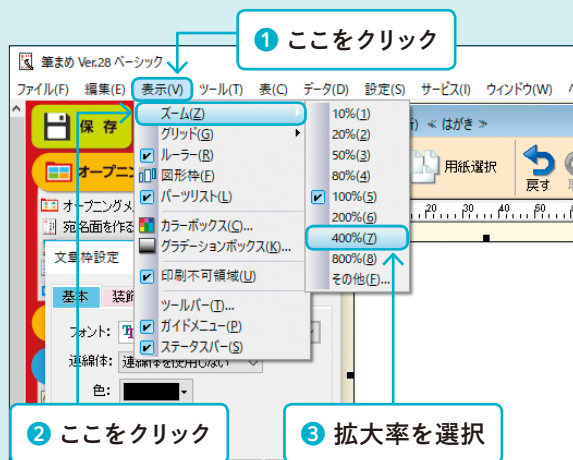 ❶ ここをクリック
筆まめ Ver.28 ベーシック
ファイル(F) 編集(E) 表示(V) ツール(T) 表(C) データ(D) 設定(S) サービス(I) ウィンドウ(W)
保 存
オープニン
オープニングメ
宛名面を作る
文章枠設定
基本 装飾
フォント:
連綿体: 連綿体を使用しない
色:
ズーム(Z)
グリッド(G)
ルーラー(R)
図形枠(F)
パーツリスト(L)
カラーボックス(C)...
グラデーションボックス(K)...
印刷不可領域(U)
ツールバー(T)...
ガイドメニュー(P)
ステータスバー(S)
10%(1)
20%(2)
50%(3)
80%(4)
100%(5)
200%(6)
400%(7)
800%(8)
その他(E)...
≪ はがき ≫
用紙選択
戻す
20 30 40 50
❷ ここをクリック
❸ 拡大率を選択